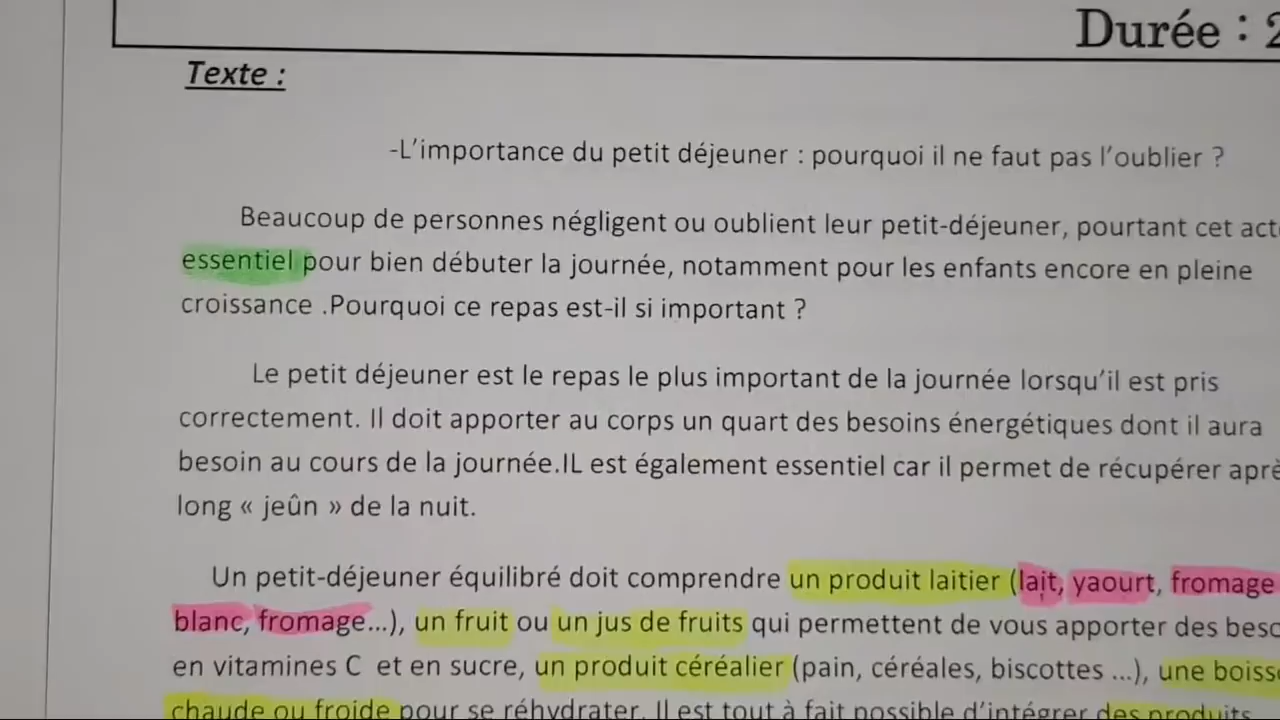 Durée : 2
Texte :
-L'importance du petit déjeuner : pourquoi il ne faut pas l'oublier ?
Beaucoup de personnes négligent ou oublient leur petit-déjeuner, pourtant cet act
essentiel pour bien débuter la journée, notamment pour les enfants encore en pleine
croissance .Pourquoi ce repas est-il si important ?
Le petit déjeuner est le repas le plus important de la journée lorsqu'il est pris
correctement. Il doit apporter au corps un quart des besoins énergétiques dont il aura
besoin au cours de la journée.IL est également essentiel car il permet de récupérer aprè
long « jeûn » de la nuit.
Un petit-déjeuner équilibré doit comprendre un produit laitier (lait, yaourt, fromage
blanc, fromage...), un fruit ou un jus de fruits qui permettent de vous apporter des beso
en vitamines C et en sucre, un produit céréalier (pain, céréales, biscottes ...), une boiss
chaude ou froide pour se réhydrater. Il est tout à fait possible d'intégrer des produits